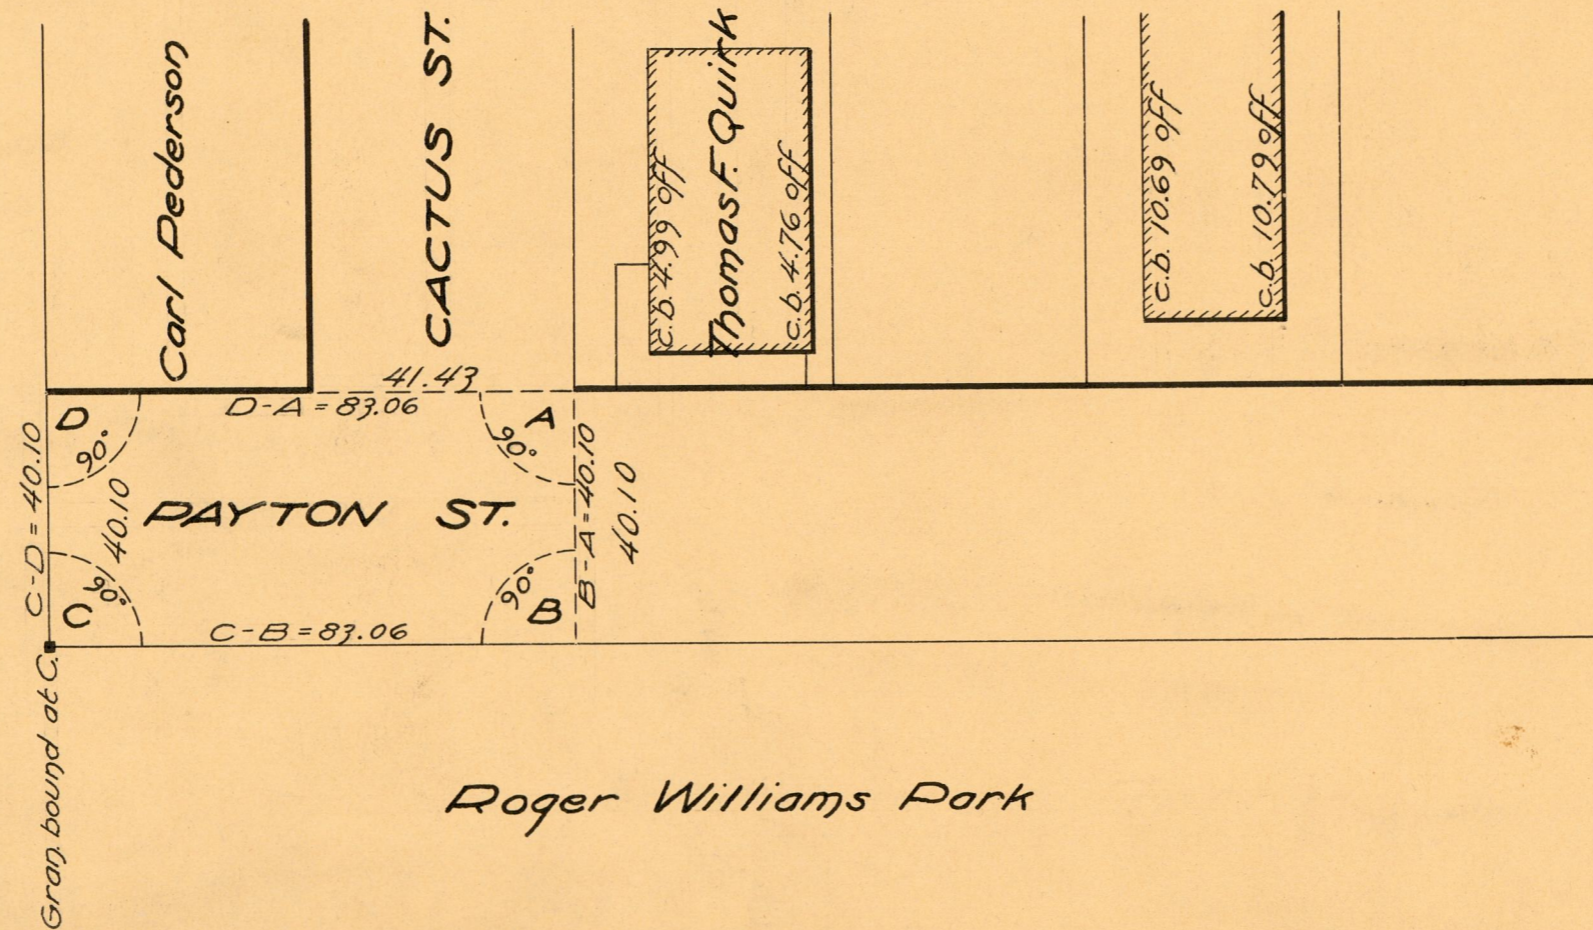 Carl Pederson
CACTUS ST.
c.b. 4.99 off
Thomas F. Quirk
c.b. 4.76 off
c.b. 10.69 off
c.b. 10.79 off
41.43
D-A = 83.06
D
90°
A
90°
C-D = 40.10
40.10
PAYTON ST.
B-A = 40.10
40.10
C
90°
90°
B
C-B = 83.06
Gran. bound at C.
Roger Williams Park